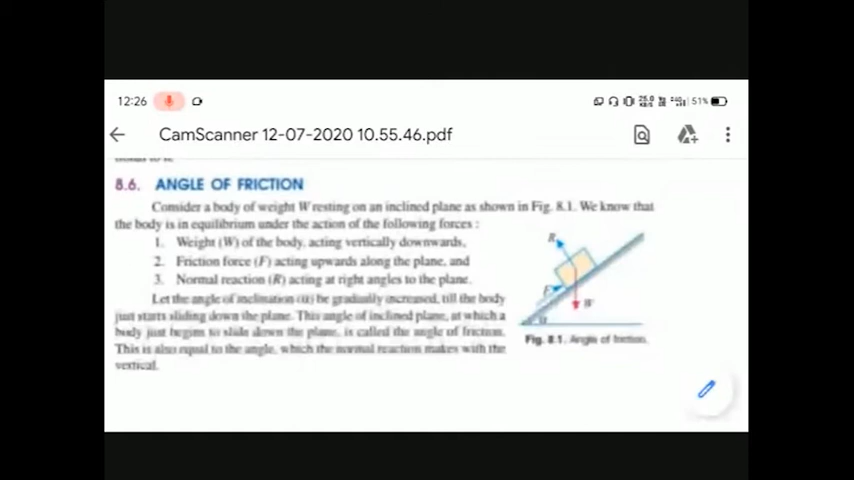 12:26 51%
CamScanner 12-07-2020 10.55.46.pdf
8.6. ANGLE OF FRICTION
Consider a body of weight W resting on an inclined plane as shown in Fig. 8.1. We know that
the body is in equilibrium under the action of the following forces :
1. Weight (W) of the body, acting vertically downwards,
2. Friction force (F) acting upwards along the plane, and
3. Normal reaction (R) acting at right angles to the plane.
Let the angle of inclination (α) be gradually increased, till the body
just starts sliding down the plane. This angle of inclined plane, at which a
body just begins to slide down the plane, is called the angle of friction.
This is also equal to the angle, which the normal reaction makes with the
vertical.
R
F
W
α
Fig. 8.1. Angle of friction.